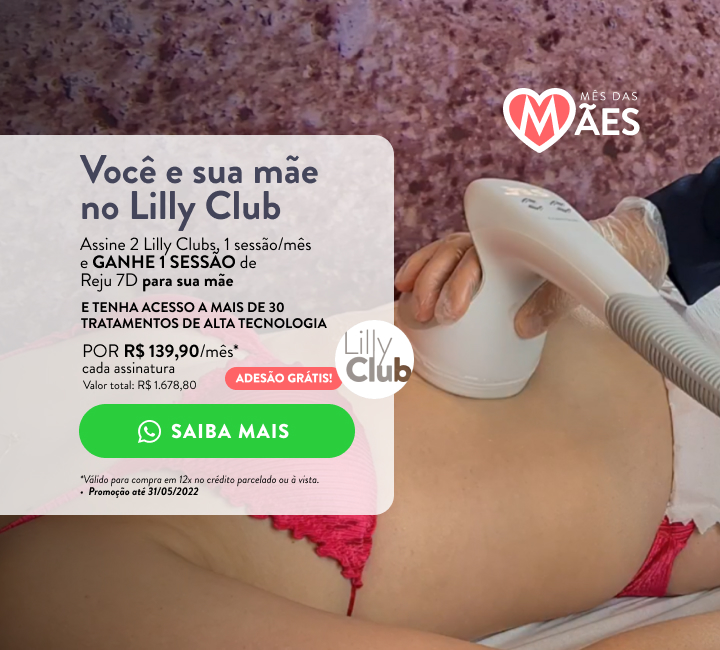 MÊS DAS
MÃES
Você e sua mãe
no Lilly Club
Assine 2 Lilly Clubs, 1 sessão/mês
e GANHE 1 SESSÃO de
Reju 7D para sua mãe
E TENHA ACESSO A MAIS DE 30
TRATAMENTOS DE ALTA TECNOLOGIA
POR R$ 139,90/mês*
cada assinatura
Valor total: R$ 1.678,80
ADESÃO GRÁTIS!
Lilly
Club
SAIBA MAIS
*Válido para compra em 12x no crédito parcelado ou à vista.
• Promoção até 31/05/2022